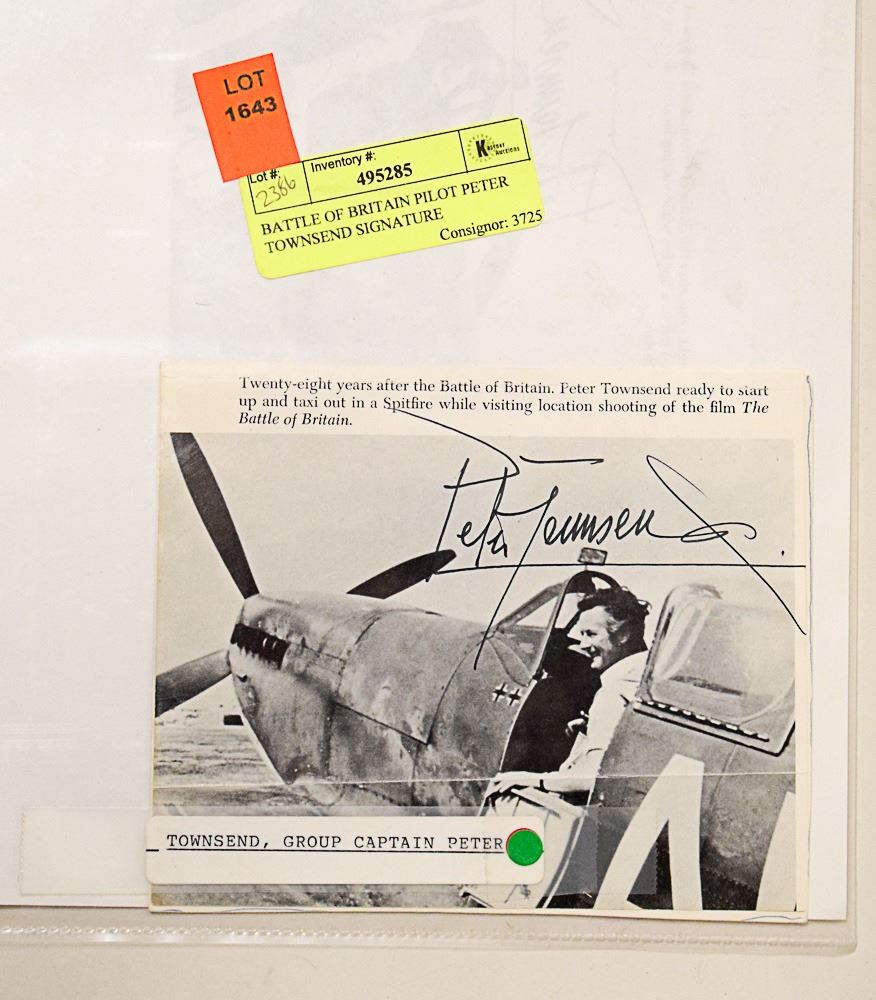 LOT
1643
Lot #:
2386
Inventory #:
495285
Kastner
Auctions
BATTLE OF BRITAIN PILOT PETER
TOWNSEND SIGNATURE
Consignor: 3725
Twenty-eight years after the Battle of Britain. Peter Townsend ready to start
up and taxi out in a Spitfire while visiting location shooting of the film The
Battle of Britain.
Peter Townsend
TOWNSEND, GROUP CAPTAIN PETER
A